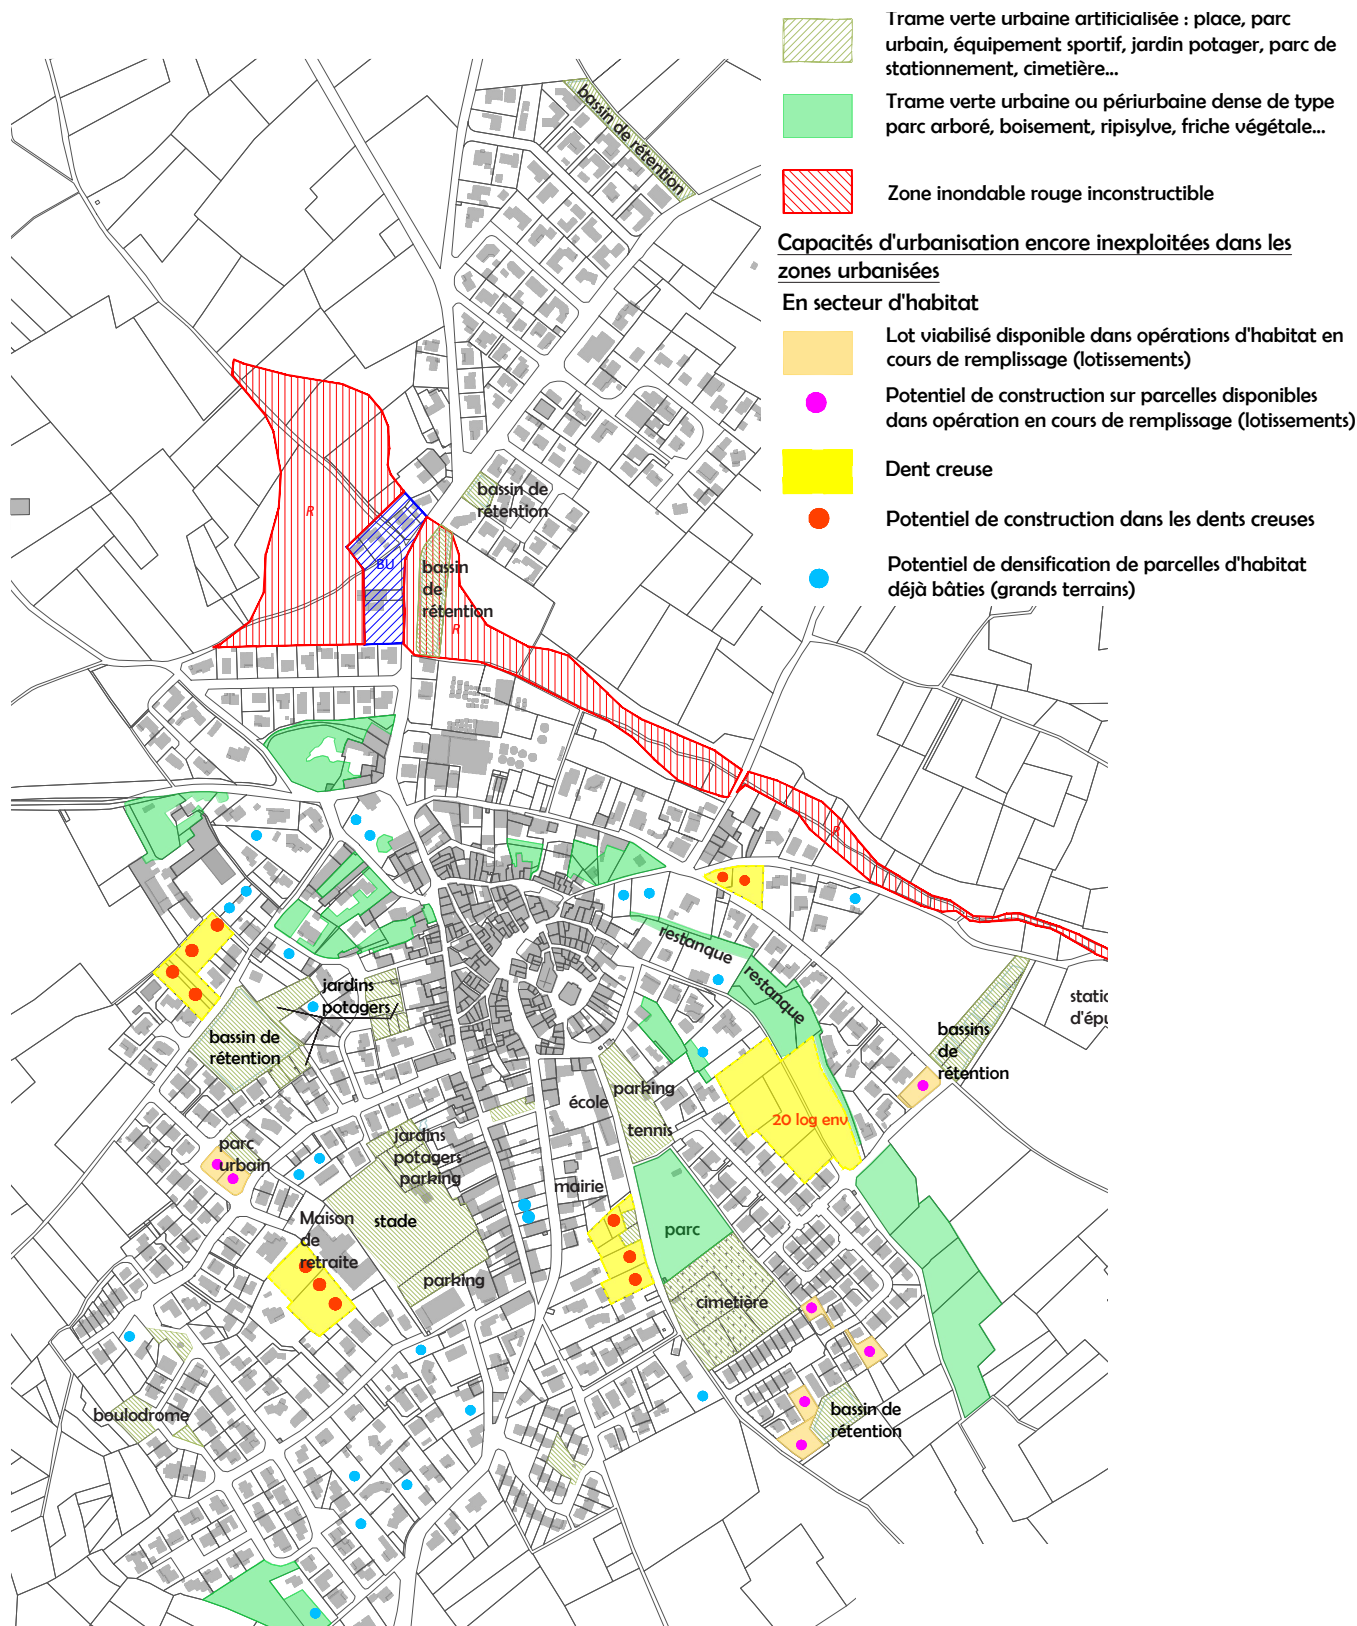 Trame verte urbaine artificialisée : place, parc
urbain, équipement sportif, jardin potager, parc de
stationnement, cimetière...
Trame verte urbaine ou périurbaine dense de type
parc arboré, boisement, ripisylve, friche végétale...
Zone inondable rouge inconstructible
Capacités d'urbanisation encore inexploitées dans les
zones urbanisées
En secteur d'habitat
Lot viabilisé disponible dans opérations d'habitat en
cours de remplissage (lotissements)
Potentiel de construction sur parcelles disponibles
dans opération en cours de remplissage (lotissements)
Dent creuse
Potentiel de construction dans les dents creuses
Potentiel de densification de parcelles d'habitat
déjà bâties (grands terrains)
bassin de rétention
bassin de
rétention
R
BU
bassin
de
rétention
R
R
restanque
restanque
jardins
potagers
bassin de
rétention
bassins
de
rétention
static
d'épu
parking
école
tennis
20 log env
jardins
potagers
parking
parc
urbain
mairie
stade
Maison
de
retraite
parc
parking
cimetière
boulodrome
bassin de
rétention